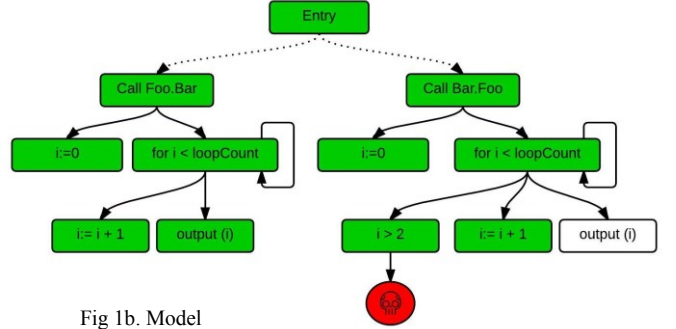 Entry
Call Foo.Bar
Call Bar.Foo
i:=0
for i < loopCount
i:=0
for i < loopCount
i:= i + 1
output (i)
i > 2
i:= i + 1
output (i)
Fig 1b. Model